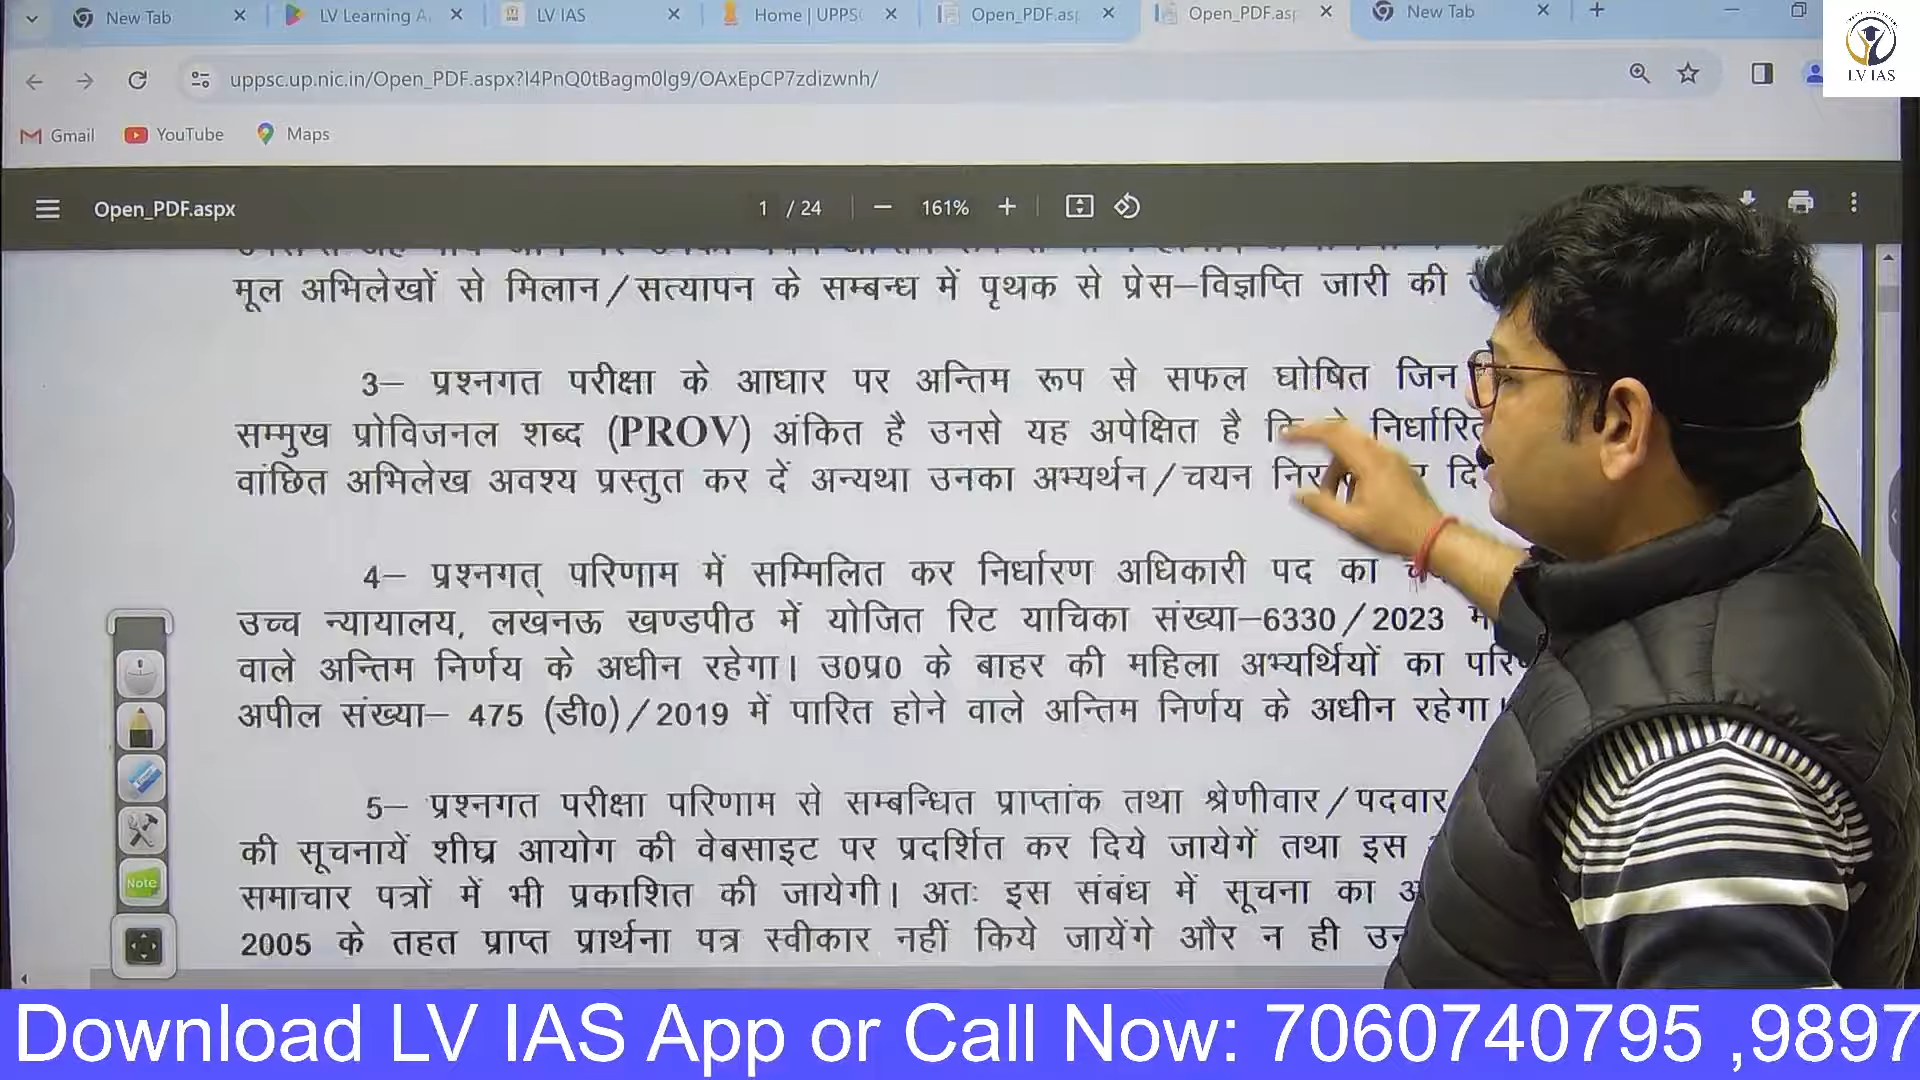 New Tab
LV Learning A
LV IAS
Home | UPPSC
Open_PDF.asp
Open_PDF.asp
New Tab
LV IAS
uppsc.up.nic.in/Open_PDF.aspx?I4PnQ0tBagm0lg9/OAxEpCP7zdizwnh/
Gmail
YouTube
Maps
Open_PDF.aspx
1 / 24
161%
मूल अभिलेखों से मिलान/सत्यापन के सम्बन्ध में पृथक से प्रेस–विज्ञप्ति जारी की
3– प्रश्नगत परीक्षा के आधार पर अन्तिम रूप से सफल घोषित जिन
सम्मुख प्रोविजनल शब्द (PROV) अंकित है उनसे यह अपेक्षित है
वांछित अभिलेख अवश्य प्रस्तुत कर दें अन्यथा उनका अभ्यर्थन/चयन
4– प्रश्नगत् परिणाम में सम्मिलित कर निर्धारण अधिकारी पद का
उच्च न्यायालय, लखनऊ खण्डपीठ में योजित रिट याचिका संख्या–6330/2023
वाले अन्तिम निर्णय के अधीन रहेगा। उ0प्र0 के बाहर की महिला अभ्यर्थियों का
अपील संख्या– 475 (डी0)/2019 में पारित होने वाले अन्तिम निर्णय के अधीन रहेगा।
5– प्रश्नगत परीक्षा परिणाम से सम्बन्धित प्राप्तांक तथा श्रेणीवार/पदवार
की सूचनायें शीघ्र आयोग की वेबसाइट पर प्रदर्शित कर दिये जायेगें तथा इस
समाचार पत्रों में भी प्रकाशित की जायेगी। अतः इस संबंध में सूचना का
2005 के तहत प्राप्त प्रार्थना पत्र स्वीकार नहीं किये जायेंगे और न ही
Note
Download LV IAS App or Call Now: 7060740795 ,9897